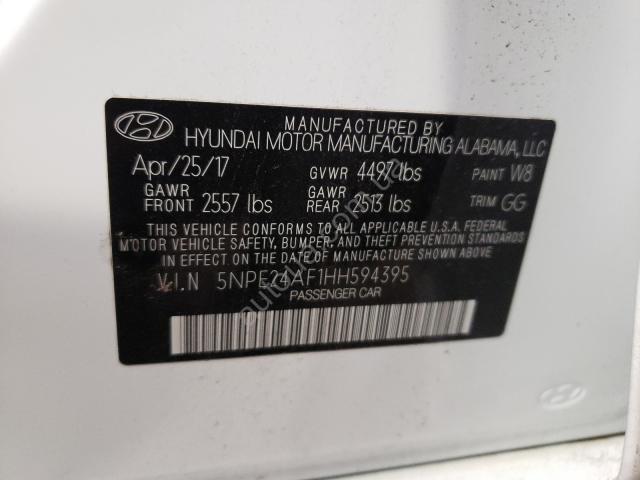 MANUFACTURED BY
HYUNDAI MOTOR MANUFACTURING ALABAMA, LLC
Apr/25/17 GVWR 4497 lbs PAINT W8
GAWR FRONT 2557 lbs GAWR REAR 2513 lbs TRIM GG
THIS VEHICLE CONFORMS TO ALL APPLICABLE U.S.A. FEDERAL
MOTOR VEHICLE SAFETY, BUMPER, AND THEFT PREVENTION STANDARDS
IN EFFECT ON THE DATE OF MANUFACTURE SHOWN ABOVE.
V.I.N 5NPE24AF1HH594395
PASSENGER CAR